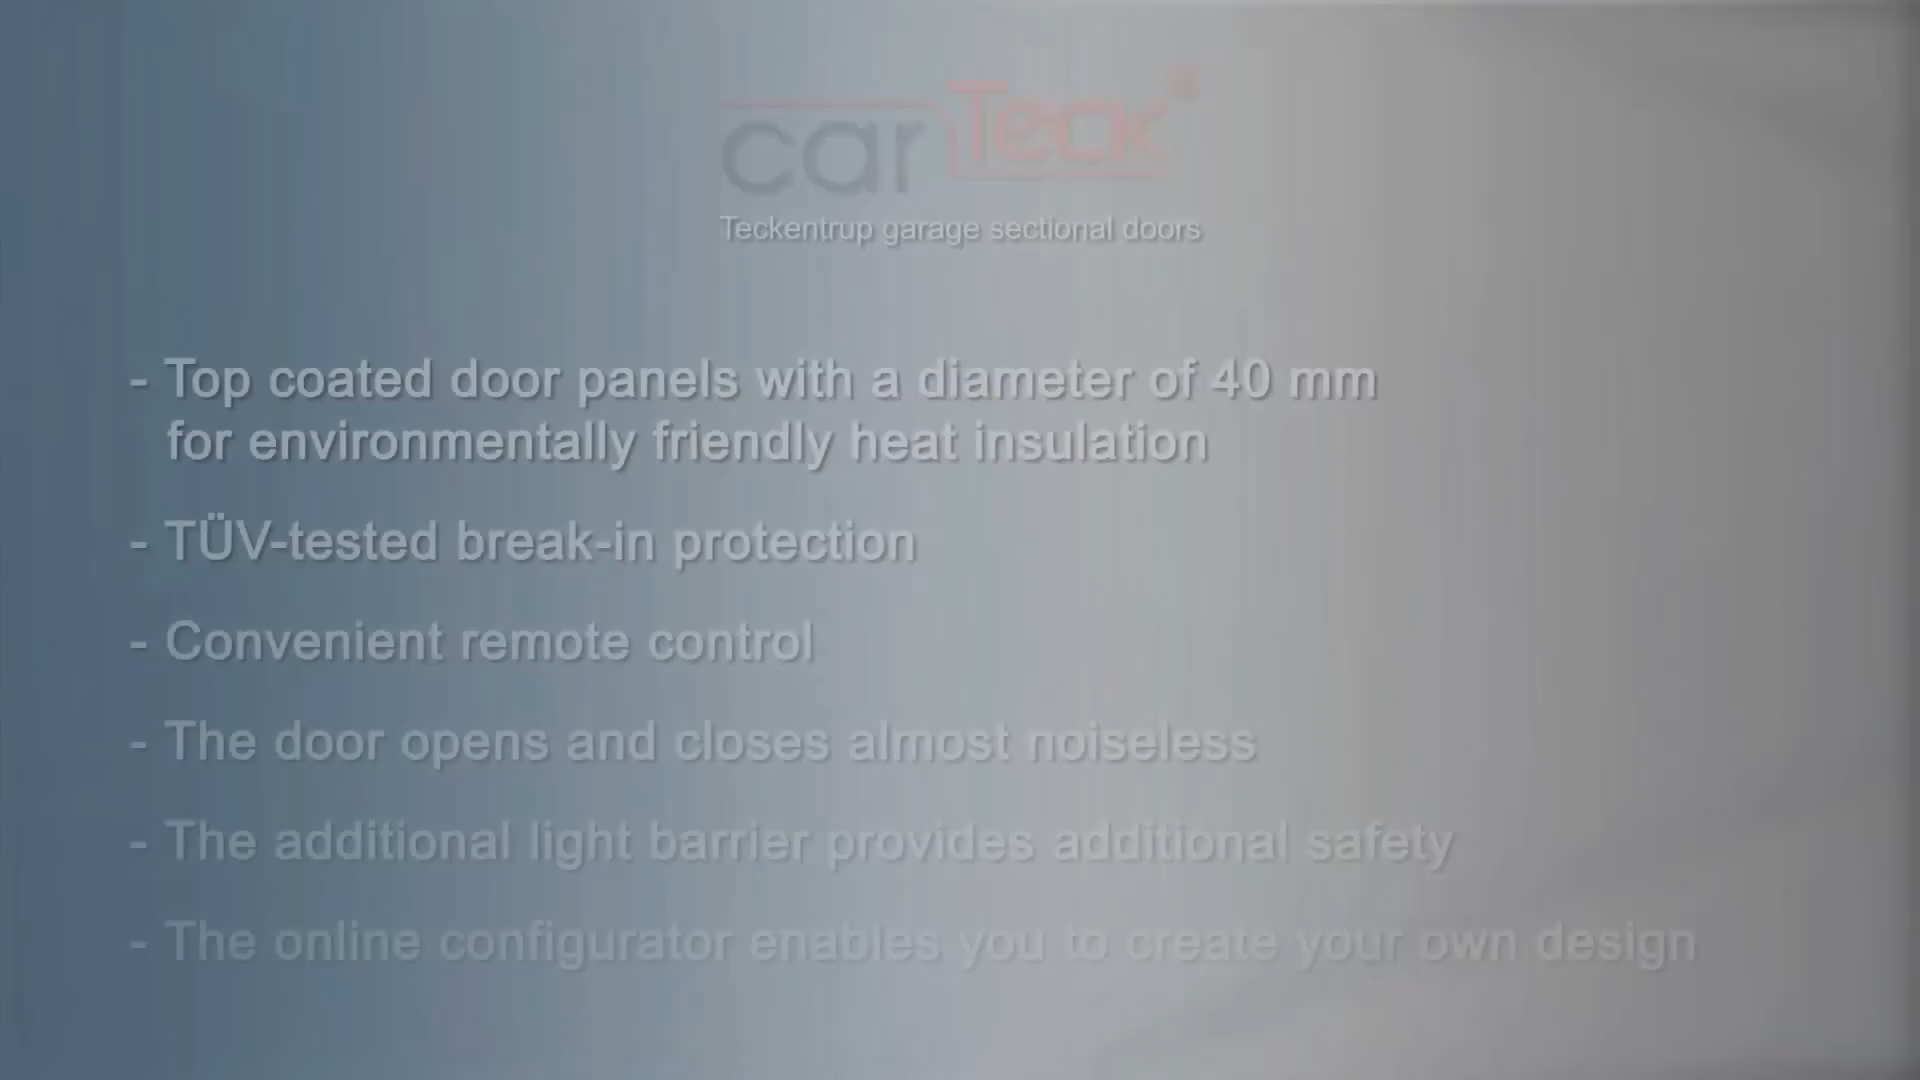 carTeck®
Teckentrup garage sectional doors
- Top coated door panels with a diameter of 40 mm
for environmentally friendly heat insulation
- TÜV-tested break-in protection
- Convenient remote control
- The door opens and closes almost noiseless
- The additional light barrier provides additional safety
- The online configurator enables you to create your own design